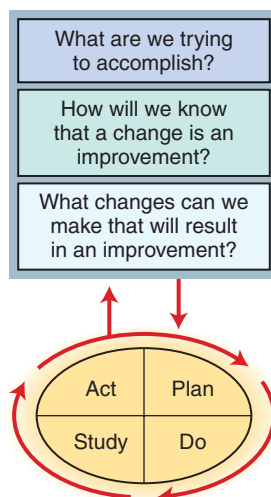 What are we trying
to accomplish?
How will we know
that a change is an
improvement?
What changes can we
make that will result
in an improvement?
Act Plan
Study Do